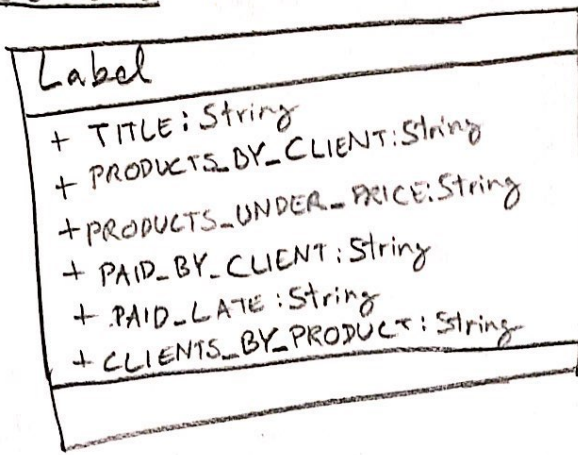 Label
+ TITLE: String
+ PRODUCTS_BY_CLIENT: String
+ PRODUCTS_UNDER_PRICE: String
+ PAID_BY_CLIENT: String
+ PAID_LATE: String
+ CLIENTS_BY_PRODUCT: String